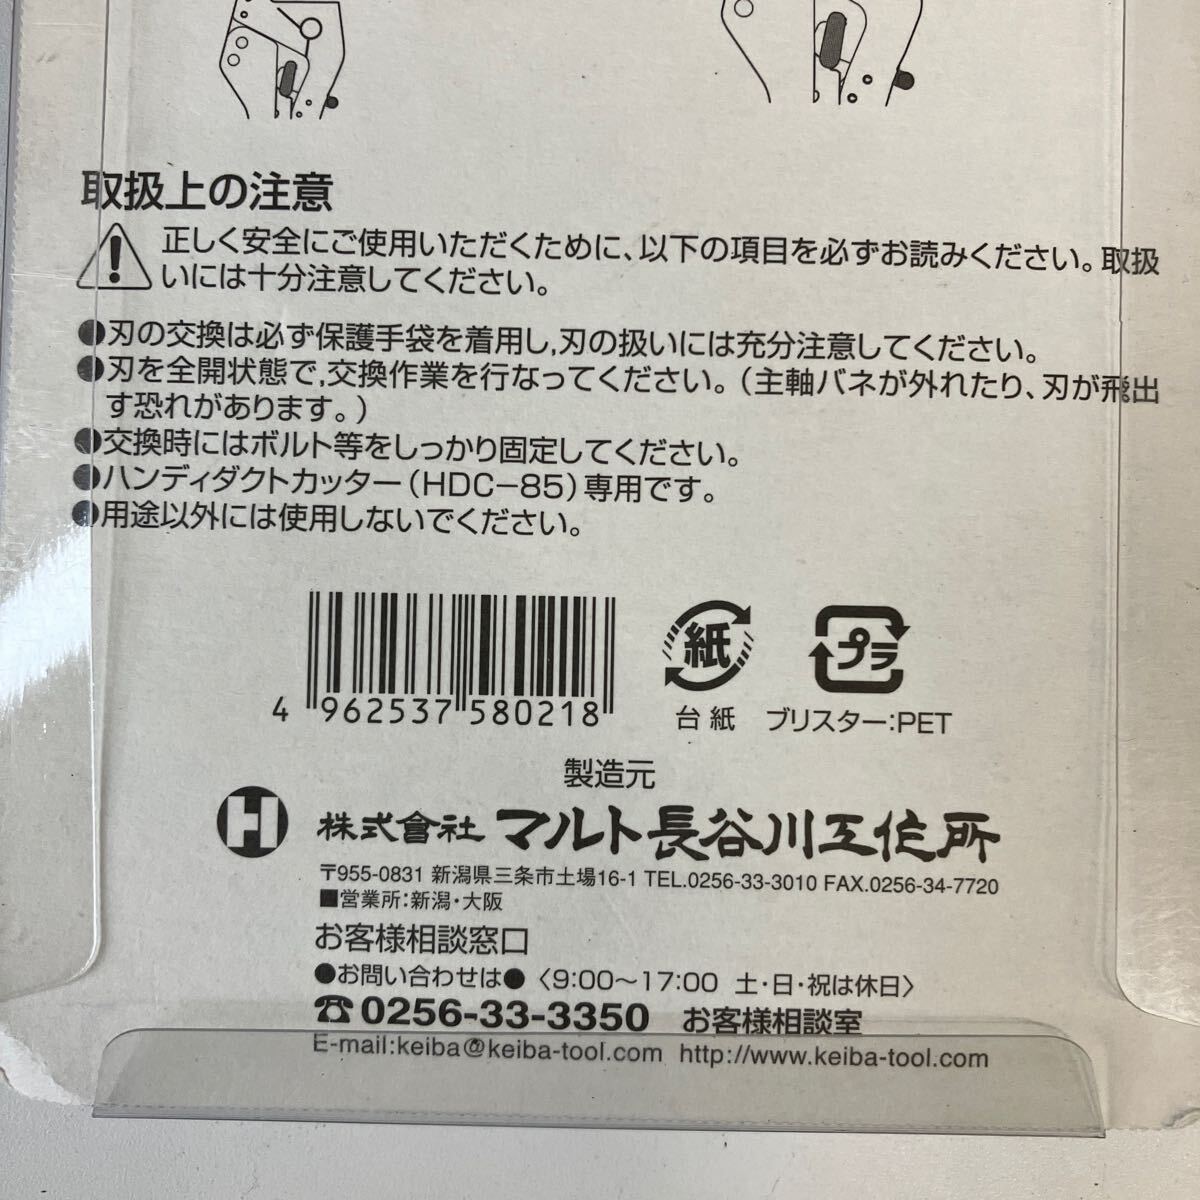 取扱上の注意
正しく安全にご使用いただくために、以下の項目を必ずお読みください。取扱
いには十分注意してください。
●刃の交換は必ず保護手袋を着用し,刃の扱いには充分注意してください。
●刃を全開状態で,交換作業を行なってください。(主軸バネが外れたり、刃が飛出
す恐れがあります。)
●交換時にはボルト等をしっかり固定してください。
●ハンディダクトカッター(HDC-85)専用です。
●用途以外には使用しないでください。
4 962537 580218
紙
プラ
台紙 ブリスター:PET
製造元
H 株式會社 マルト長谷川工作所
〒955-0831 新潟県三条市土場16-1 TEL.0256-33-3010 FAX.0256-34-7720
■営業所:新潟・大阪
お客様相談窓口
●お問い合わせは● 〈9:00〜17:00 土・日・祝は休日〉
☎0256-33-3350 お客様相談室
E-mail:keiba@keiba-tool.com http://www.keiba-tool.com